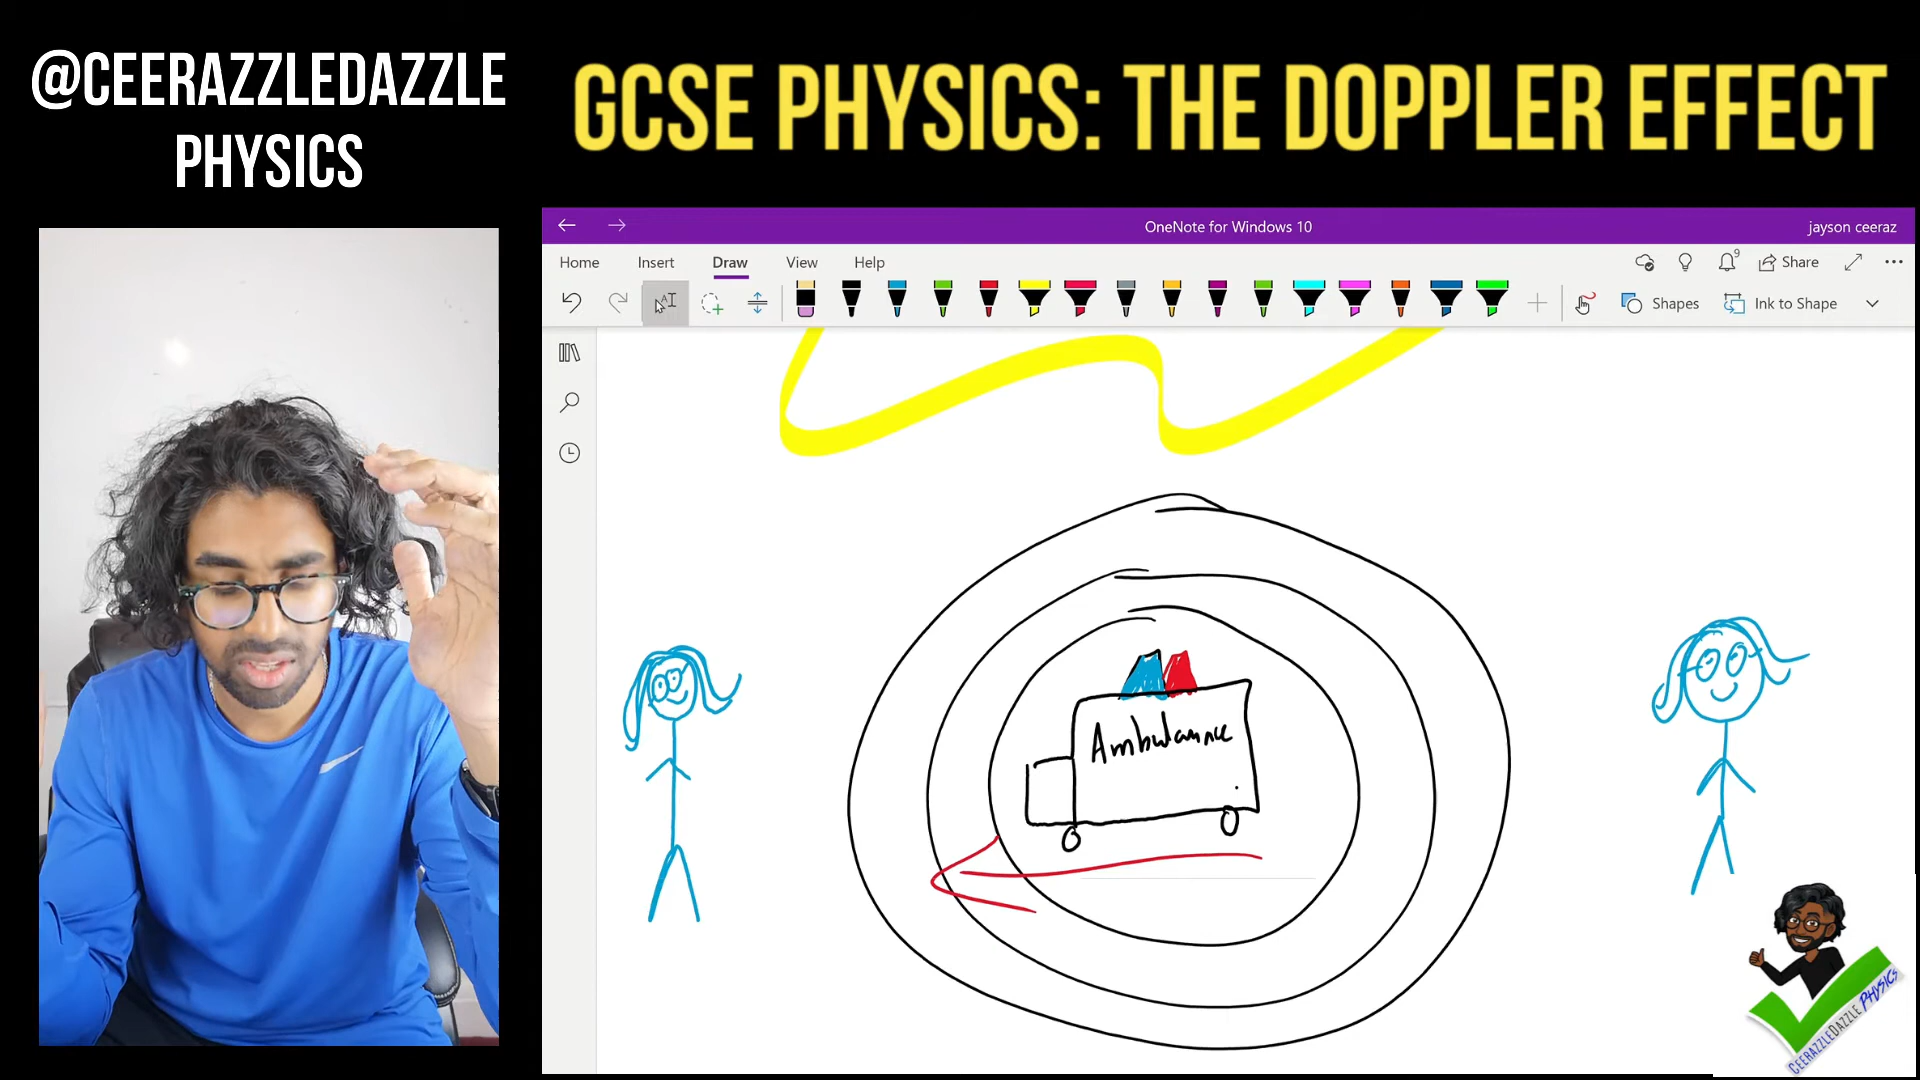 @CEERAZZLEDAZZLE
PHYSICS
GCSE PHYSICS: THE DOPPLER EFFECT
OneNote for Windows 10
jayson ceeraz
Home Insert Draw View Help
9
Share
Shapes
Ink to Shape
Ambulance
CEERAZZLEDAZZLE PHYSICS